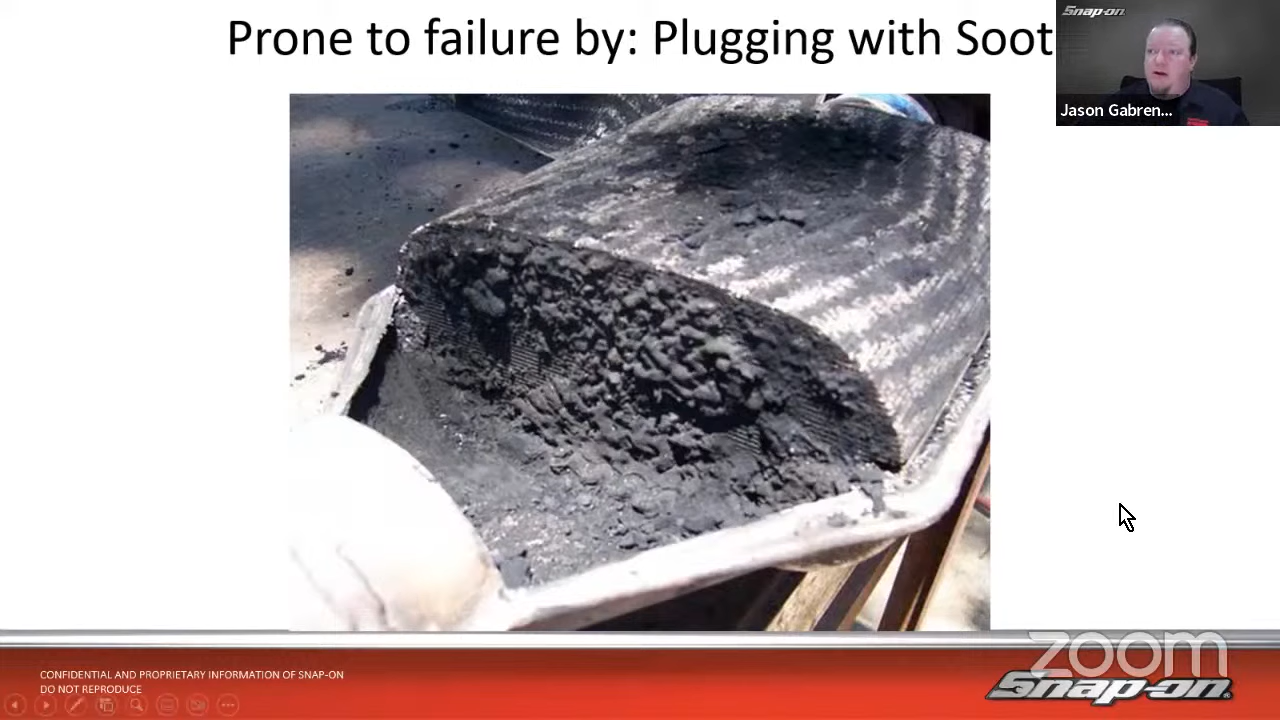 Prone to failure by: Plugging with Soot
Snap-on
Jason Gabren...
CONFIDENTIAL AND PROPRIETARY INFORMATION OF SNAP-ON
DO NOT REPRODUCE
zoom
Snap-on